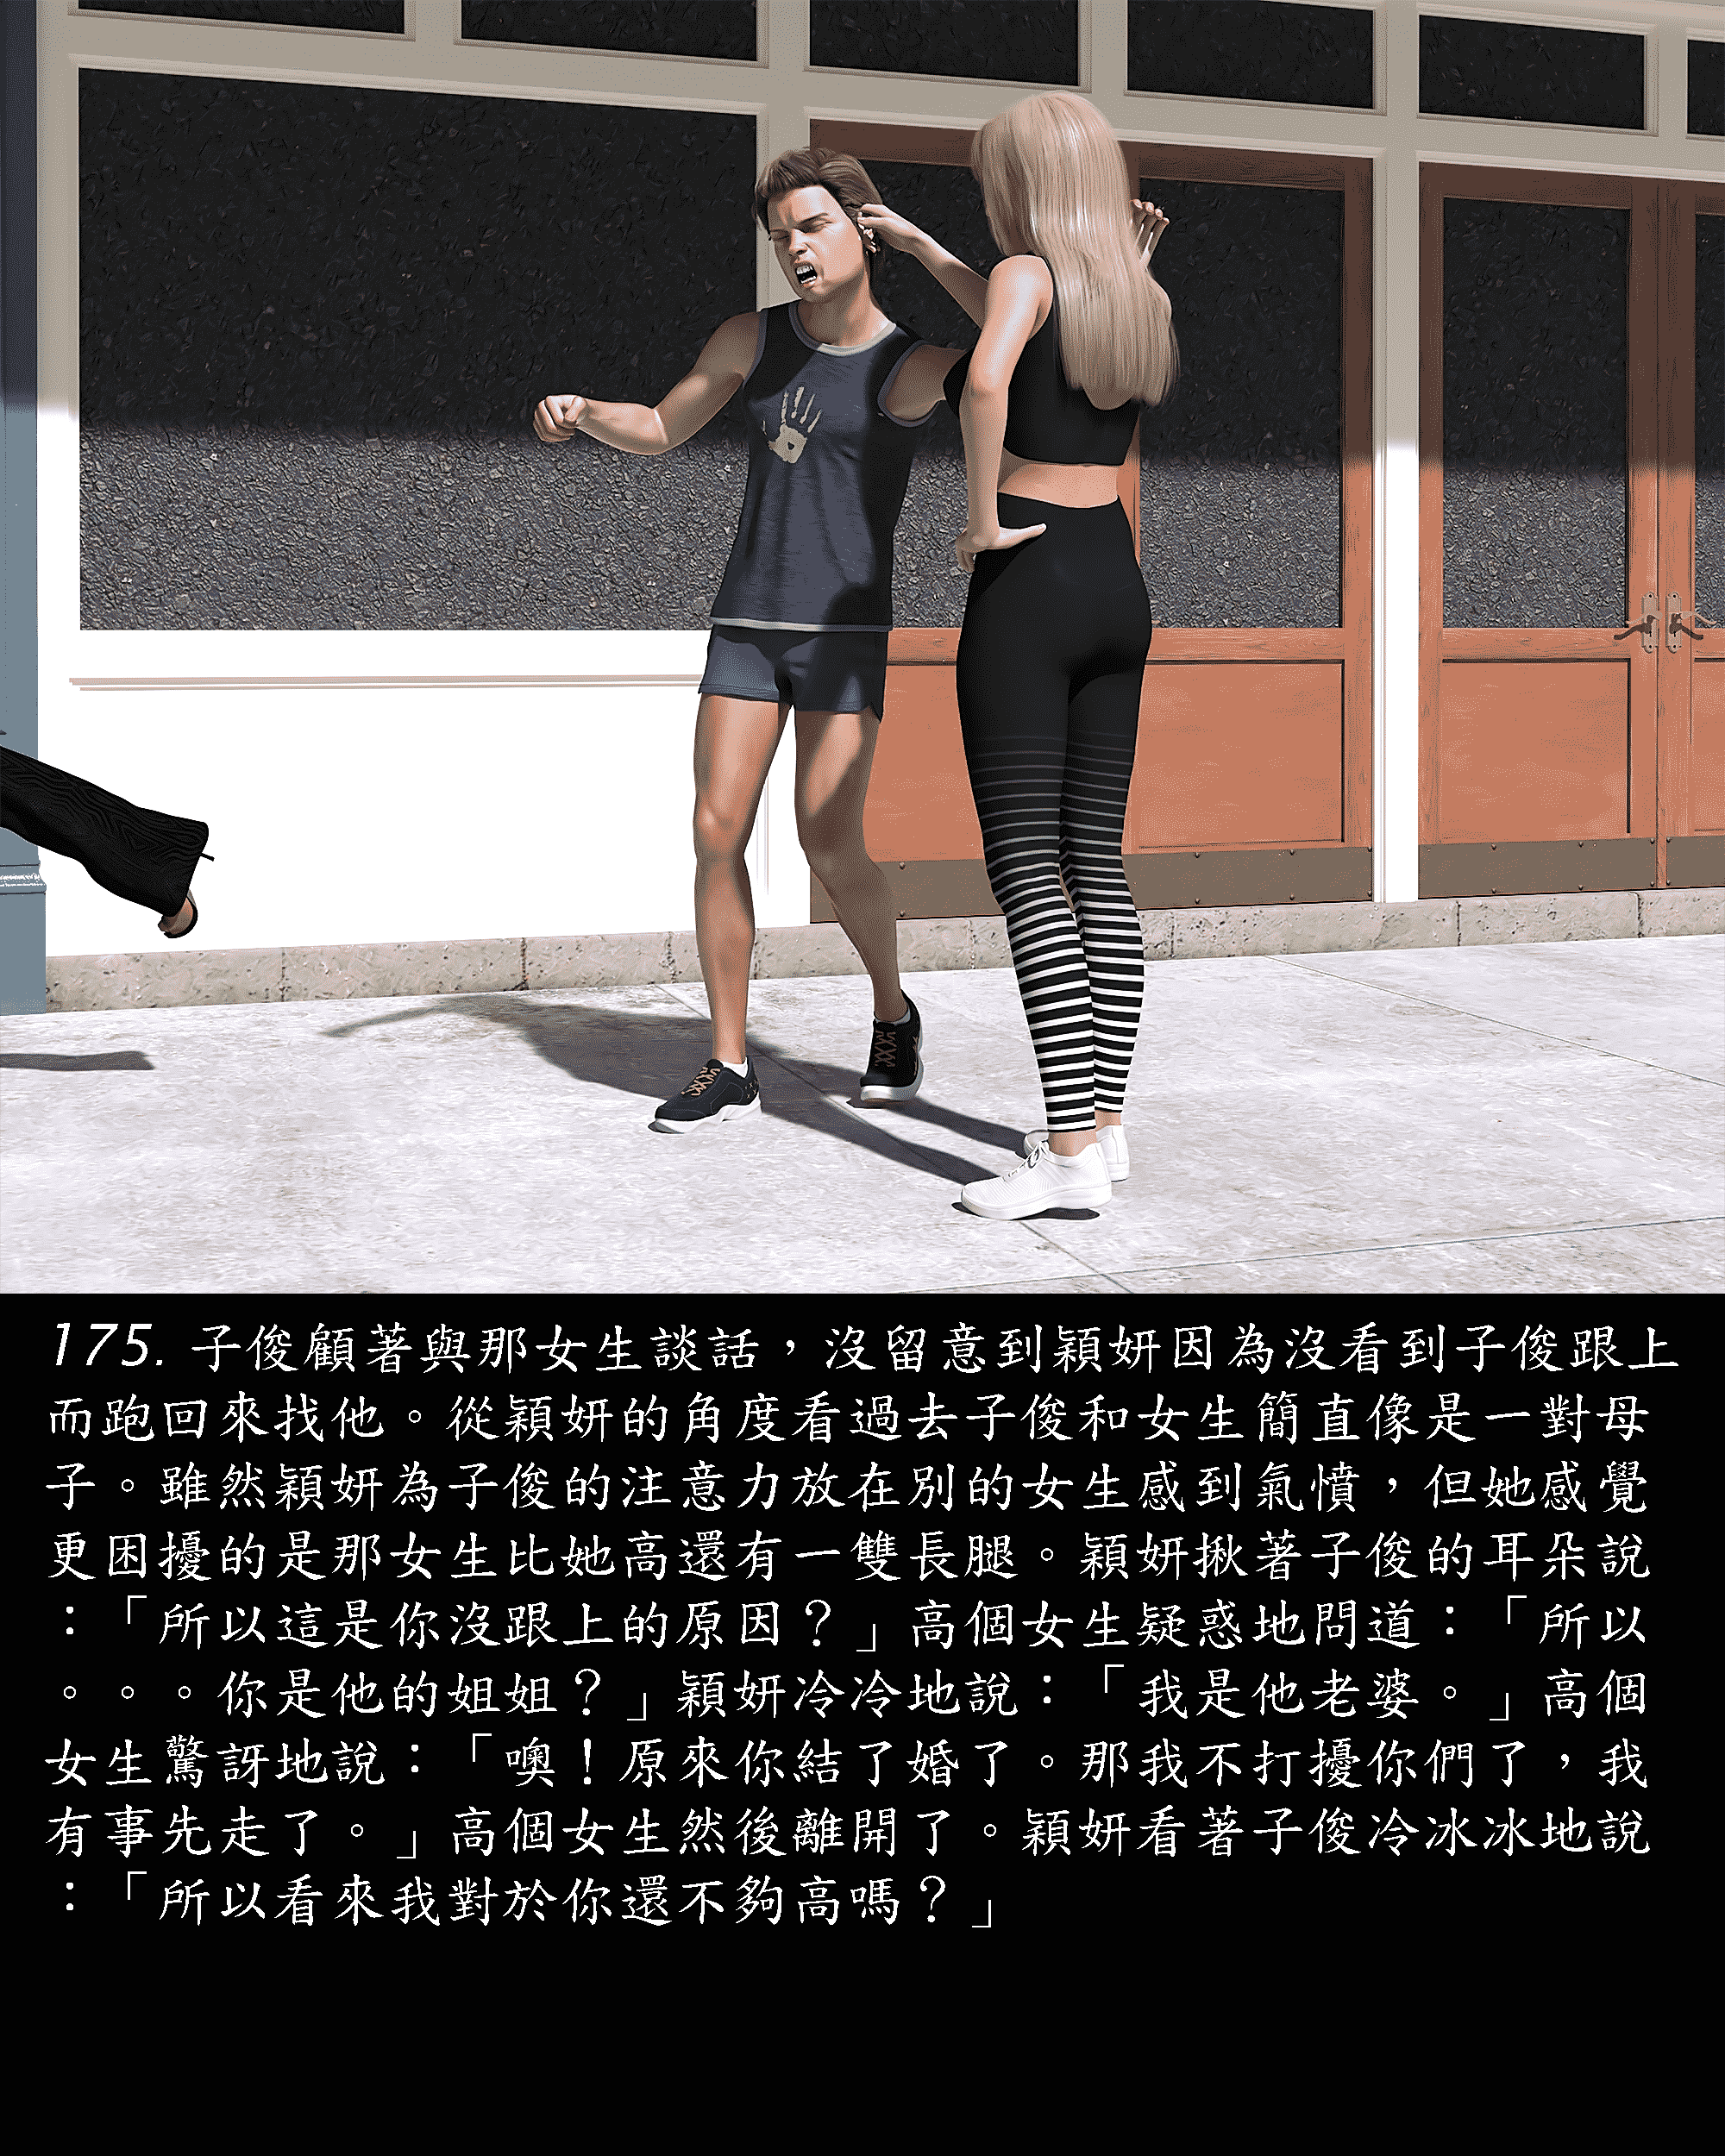 175. 子俊顧著與那女生談話，沒留意到穎妍因為沒看到子俊跟上
而跑回來找他。從穎妍的角度看過去子俊和女生簡直像是一對母
子。雖然穎妍為子俊的注意力放在別的女生感到氣憤，但她感覺
更困擾的是那女生比她高還有一雙長腿。穎妍揪著子俊的耳朵說
：「所以這是你沒跟上的原因？」高個女生疑惑地問道：「所以
。。。你是他的姐姐？」穎妍冷冷地說：「我是他老婆。」高個
女生驚訝地說：「噢！原來你結了婚了。那我不打擾你們了，我
有事先走了。」高個女生然後離開了。穎妍看著子俊冷冰冰地說
：「所以看來我對於你還不夠高嗎？」